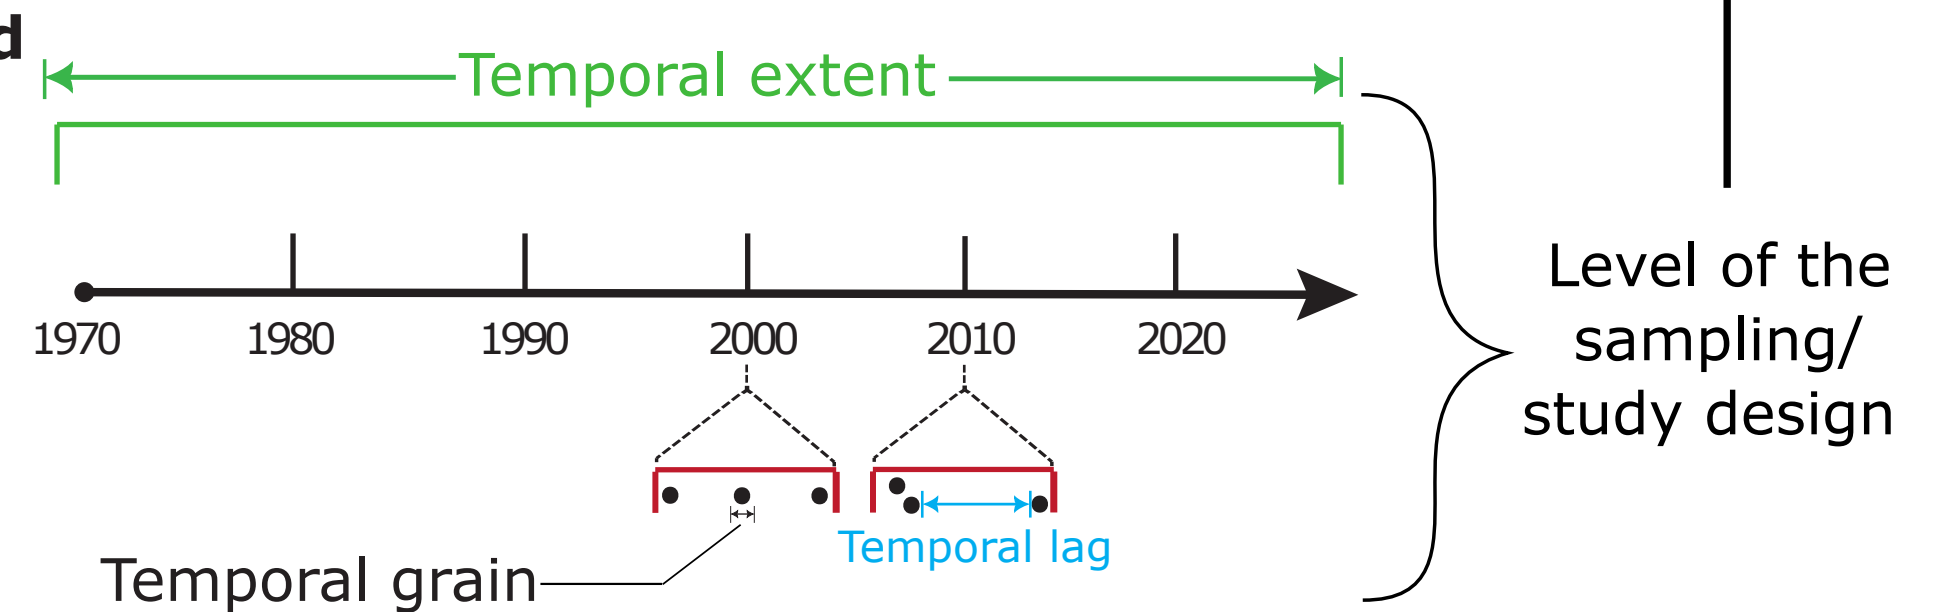 d
Temporal extent
1970 1980 1990 2000 2010 2020
Level of the
sampling/
study design
Temporal lag
Temporal grain